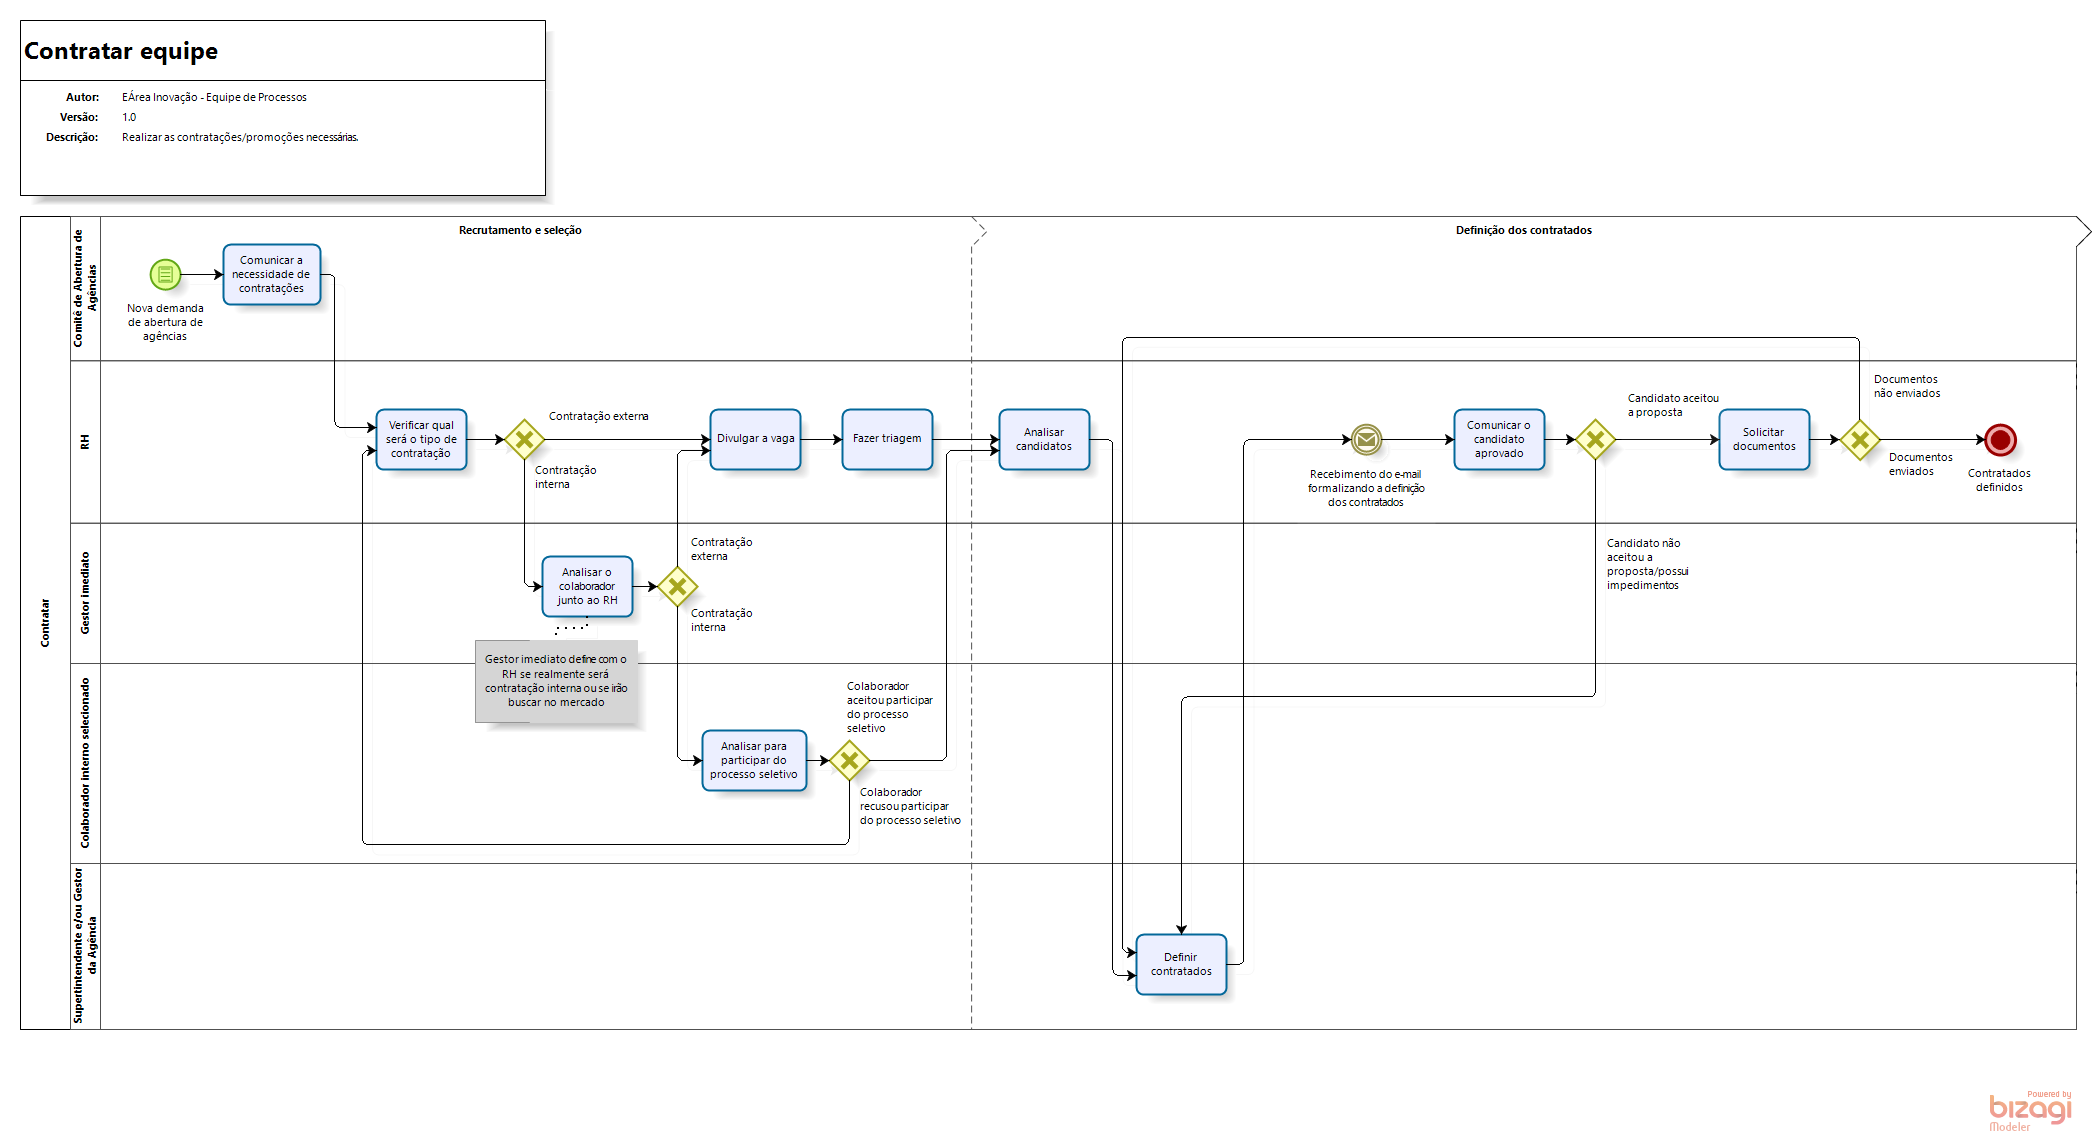 Contratar equipe
Autor: EÁrea Inovação - Equipe de Processos
Versão: 1.0
Descrição: Realizar as contratações/promoções necessárias.
Contratar
Recrutamento e seleção
Definição dos contratados
Comitê de Abertura de
Agências
Nova demanda
de abertura de
agências
Comunicar a
necessidade de
contratações
RH
Verificar qual
será o tipo de
contratação
Contratação externa
Contratação
interna
Divulgar a vaga
Fazer triagem
Analisar
candidatos
Recebimento do e-mail
formalizando a definição
dos contratados
Comunicar o
candidato
aprovado
Candidato aceitou
a proposta
Solicitar
documentos
Documentos
não enviados
Documentos
enviados
Contratados
definidos
Gestor imediato
Analisar o
colaborador
junto ao RH
Contratação
externa
Contratação
interna
Candidato não
aceitou a
proposta/possui
impedimentos
Gestor imediato define com o
RH se realmente será
contratação interna ou se irão
buscar no mercado
Colaborador interno selecionado
Analisar para
participar do
processo seletivo
Colaborador
aceitou participar
do processo
seletivo
Colaborador
recusou participar
do processo seletivo
Supertintendente e/ou Gestor
da Agência
Definir
contratados
Powered by
bizagi
Modeler